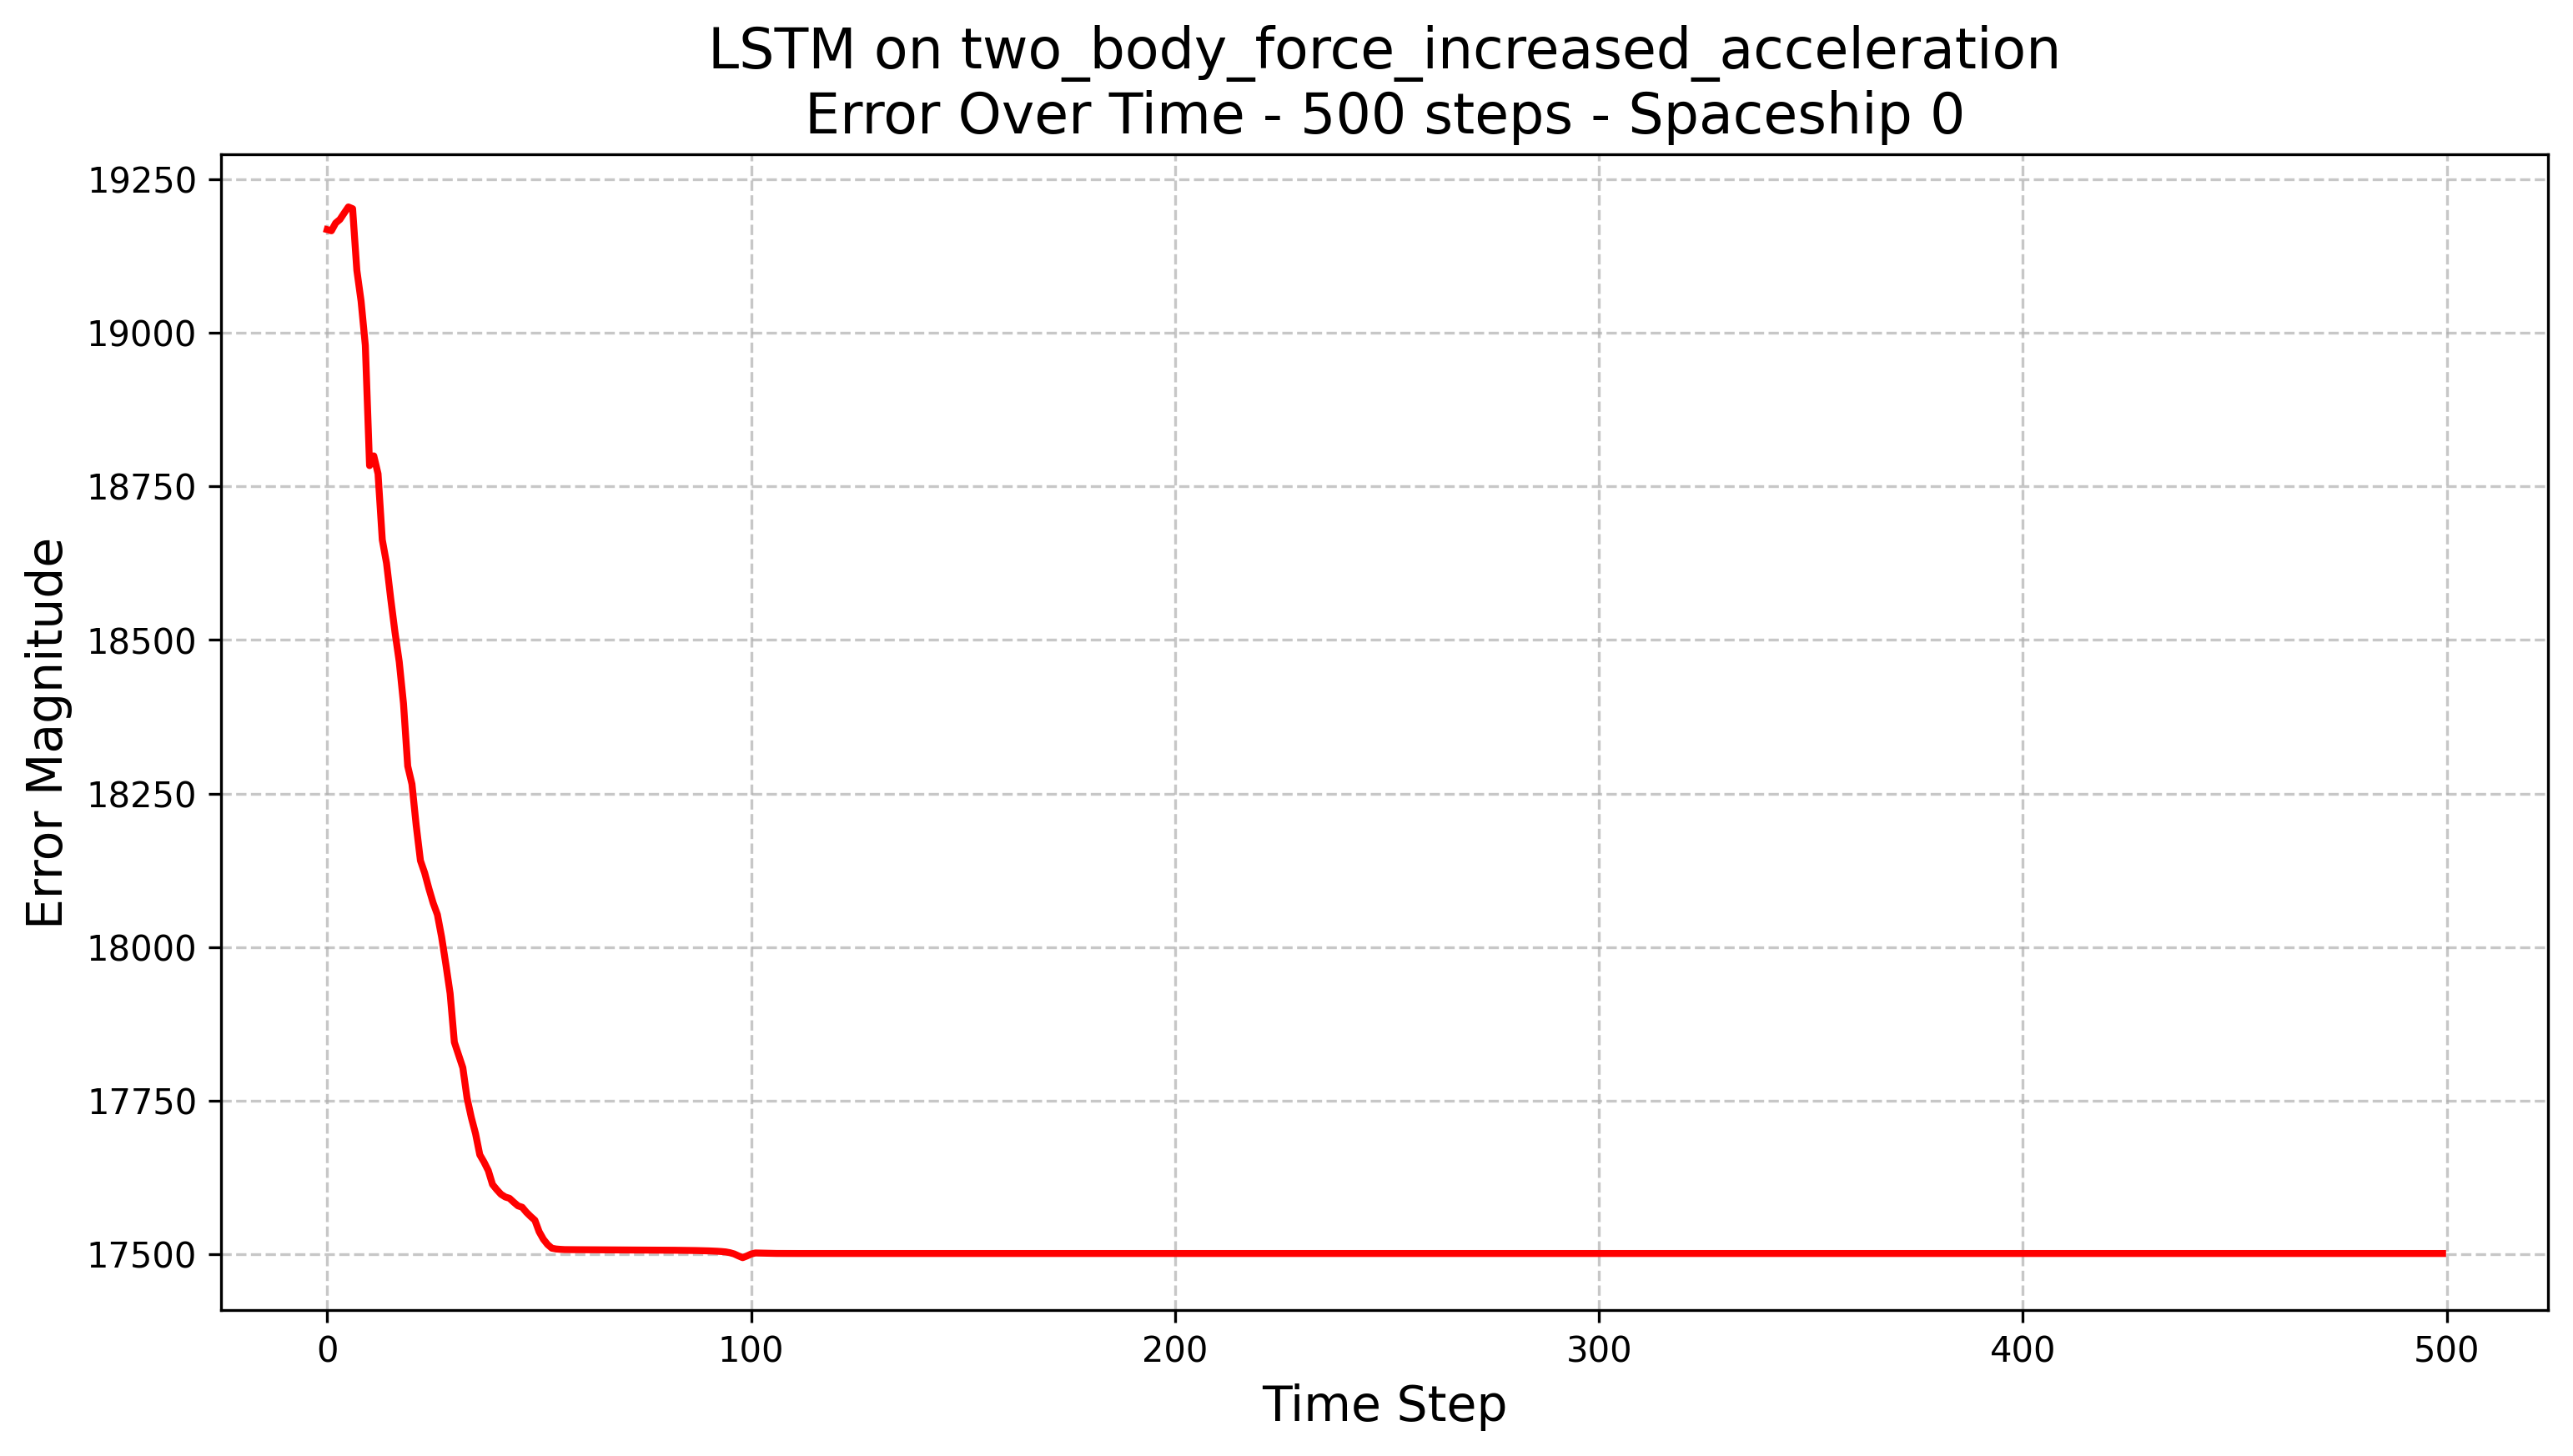 LSTM on two_body_force_increased_acceleration
Error Over Time - 500 steps - Spaceship 0
19250
19000
18750
18500
18250
18000
17750
17500
Error Magnitude
0 100 200 300 400 500
Time Step